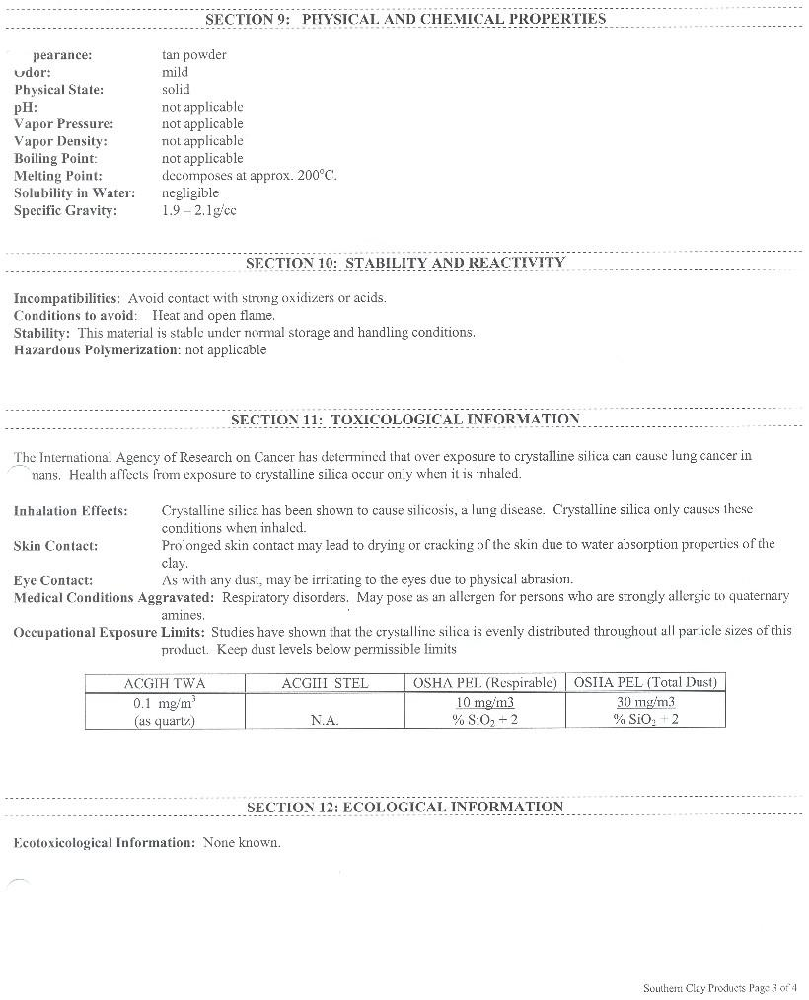 SECTION 9: PHYSICAL AND CHEMICAL PROPERTIES
pearance: tan powder
Odor: mild
Physical State: solid
pH: not applicable
Vapor Pressure: not applicable
Vapor Density: not applicable
Boiling Point: not applicable
Melting Point: decomposes at approx. 200°C.
Solubility in Water: negligible
Specific Gravity: 1.9 – 2.1g/cc
SECTION 10: STABILITY AND REACTIVITY
Incompatibilities: Avoid contact with strong oxidizers or acids.
Conditions to avoid: Heat and open flame.
Stability: This material is stable under normal storage and handling conditions.
Hazardous Polymerization: not applicable
SECTION 11: TOXICOLOGICAL INFORMATION
The International Agency of Research on Cancer has determined that over exposure to crystalline silica can cause lung cancer in
nans. Health affects from exposure to crystalline silica occur only when it is inhaled.
Inhalation Effects: Crystalline silica has been shown to cause silicosis, a lung disease. Crystalline silica only causes these
conditions when inhaled.
Skin Contact: Prolonged skin contact may lead to drying or cracking of the skin due to water absorption properties of the
clay.
Eye Contact: As with any dust, may be irritating to the eyes due to physical abrasion.
Medical Conditions Aggravated: Respiratory disorders. May pose as an allergen for persons who are strongly allergic to quaternary
amines.
Occupational Exposure Limits: Studies have shown that the crystalline silica is evenly distributed throughout all particle sizes of this
product. Keep dust levels below permissible limits
ACGIH TWA ACGIH STEL OSHA PEL (Respirable) OSHA PEL (Total Dust)
0.1 mg/m³ 10 mg/m3 30 mg/m3
(as quartz) N.A. % SiO₂ + 2 % SiO₂ + 2
SECTION 12: ECOLOGICAL INFORMATION
Ecotoxicological Information: None known.
Southern Clay Products Page 3 of 4